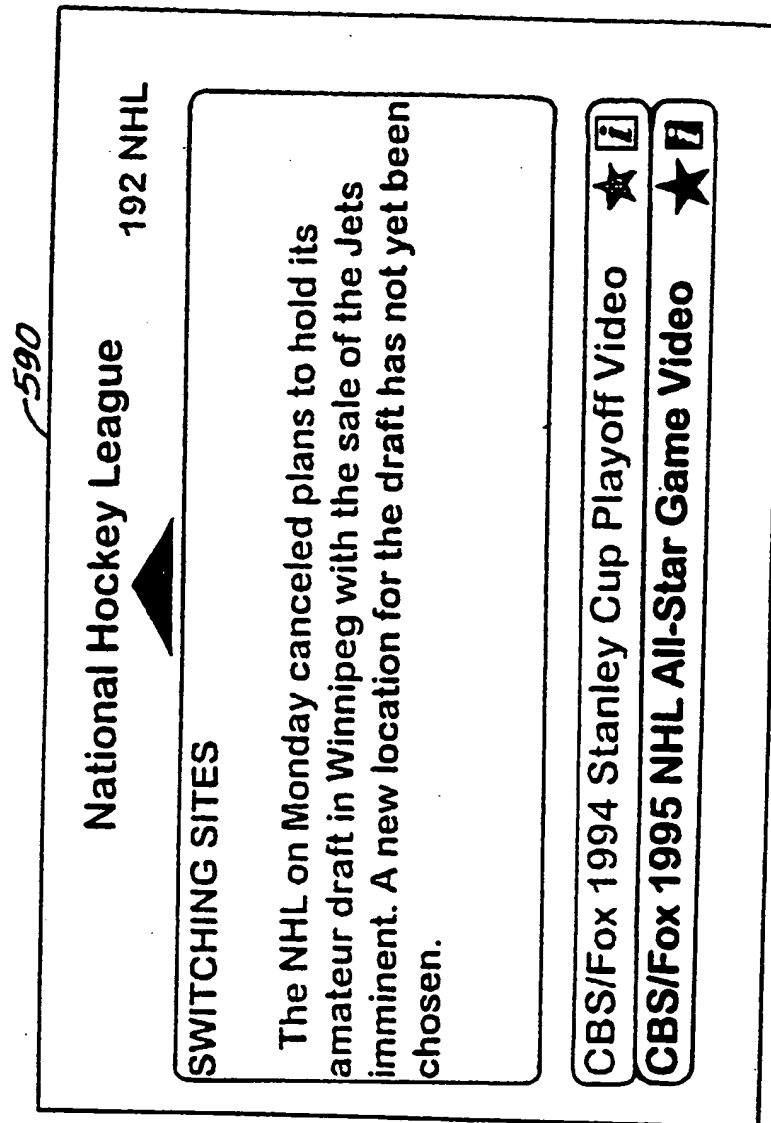 590
National Hockey League
192 NHL
SWITCHING SITES
The NHL on Monday canceled plans to hold its
amateur draft in Winnipeg with the sale of the Jets
imminent. A new location for the draft has not yet been
chosen.
CBS/Fox 1994 Stanley Cup Playoff Video i
CBS/Fox 1995 NHL All-Star Game Video i